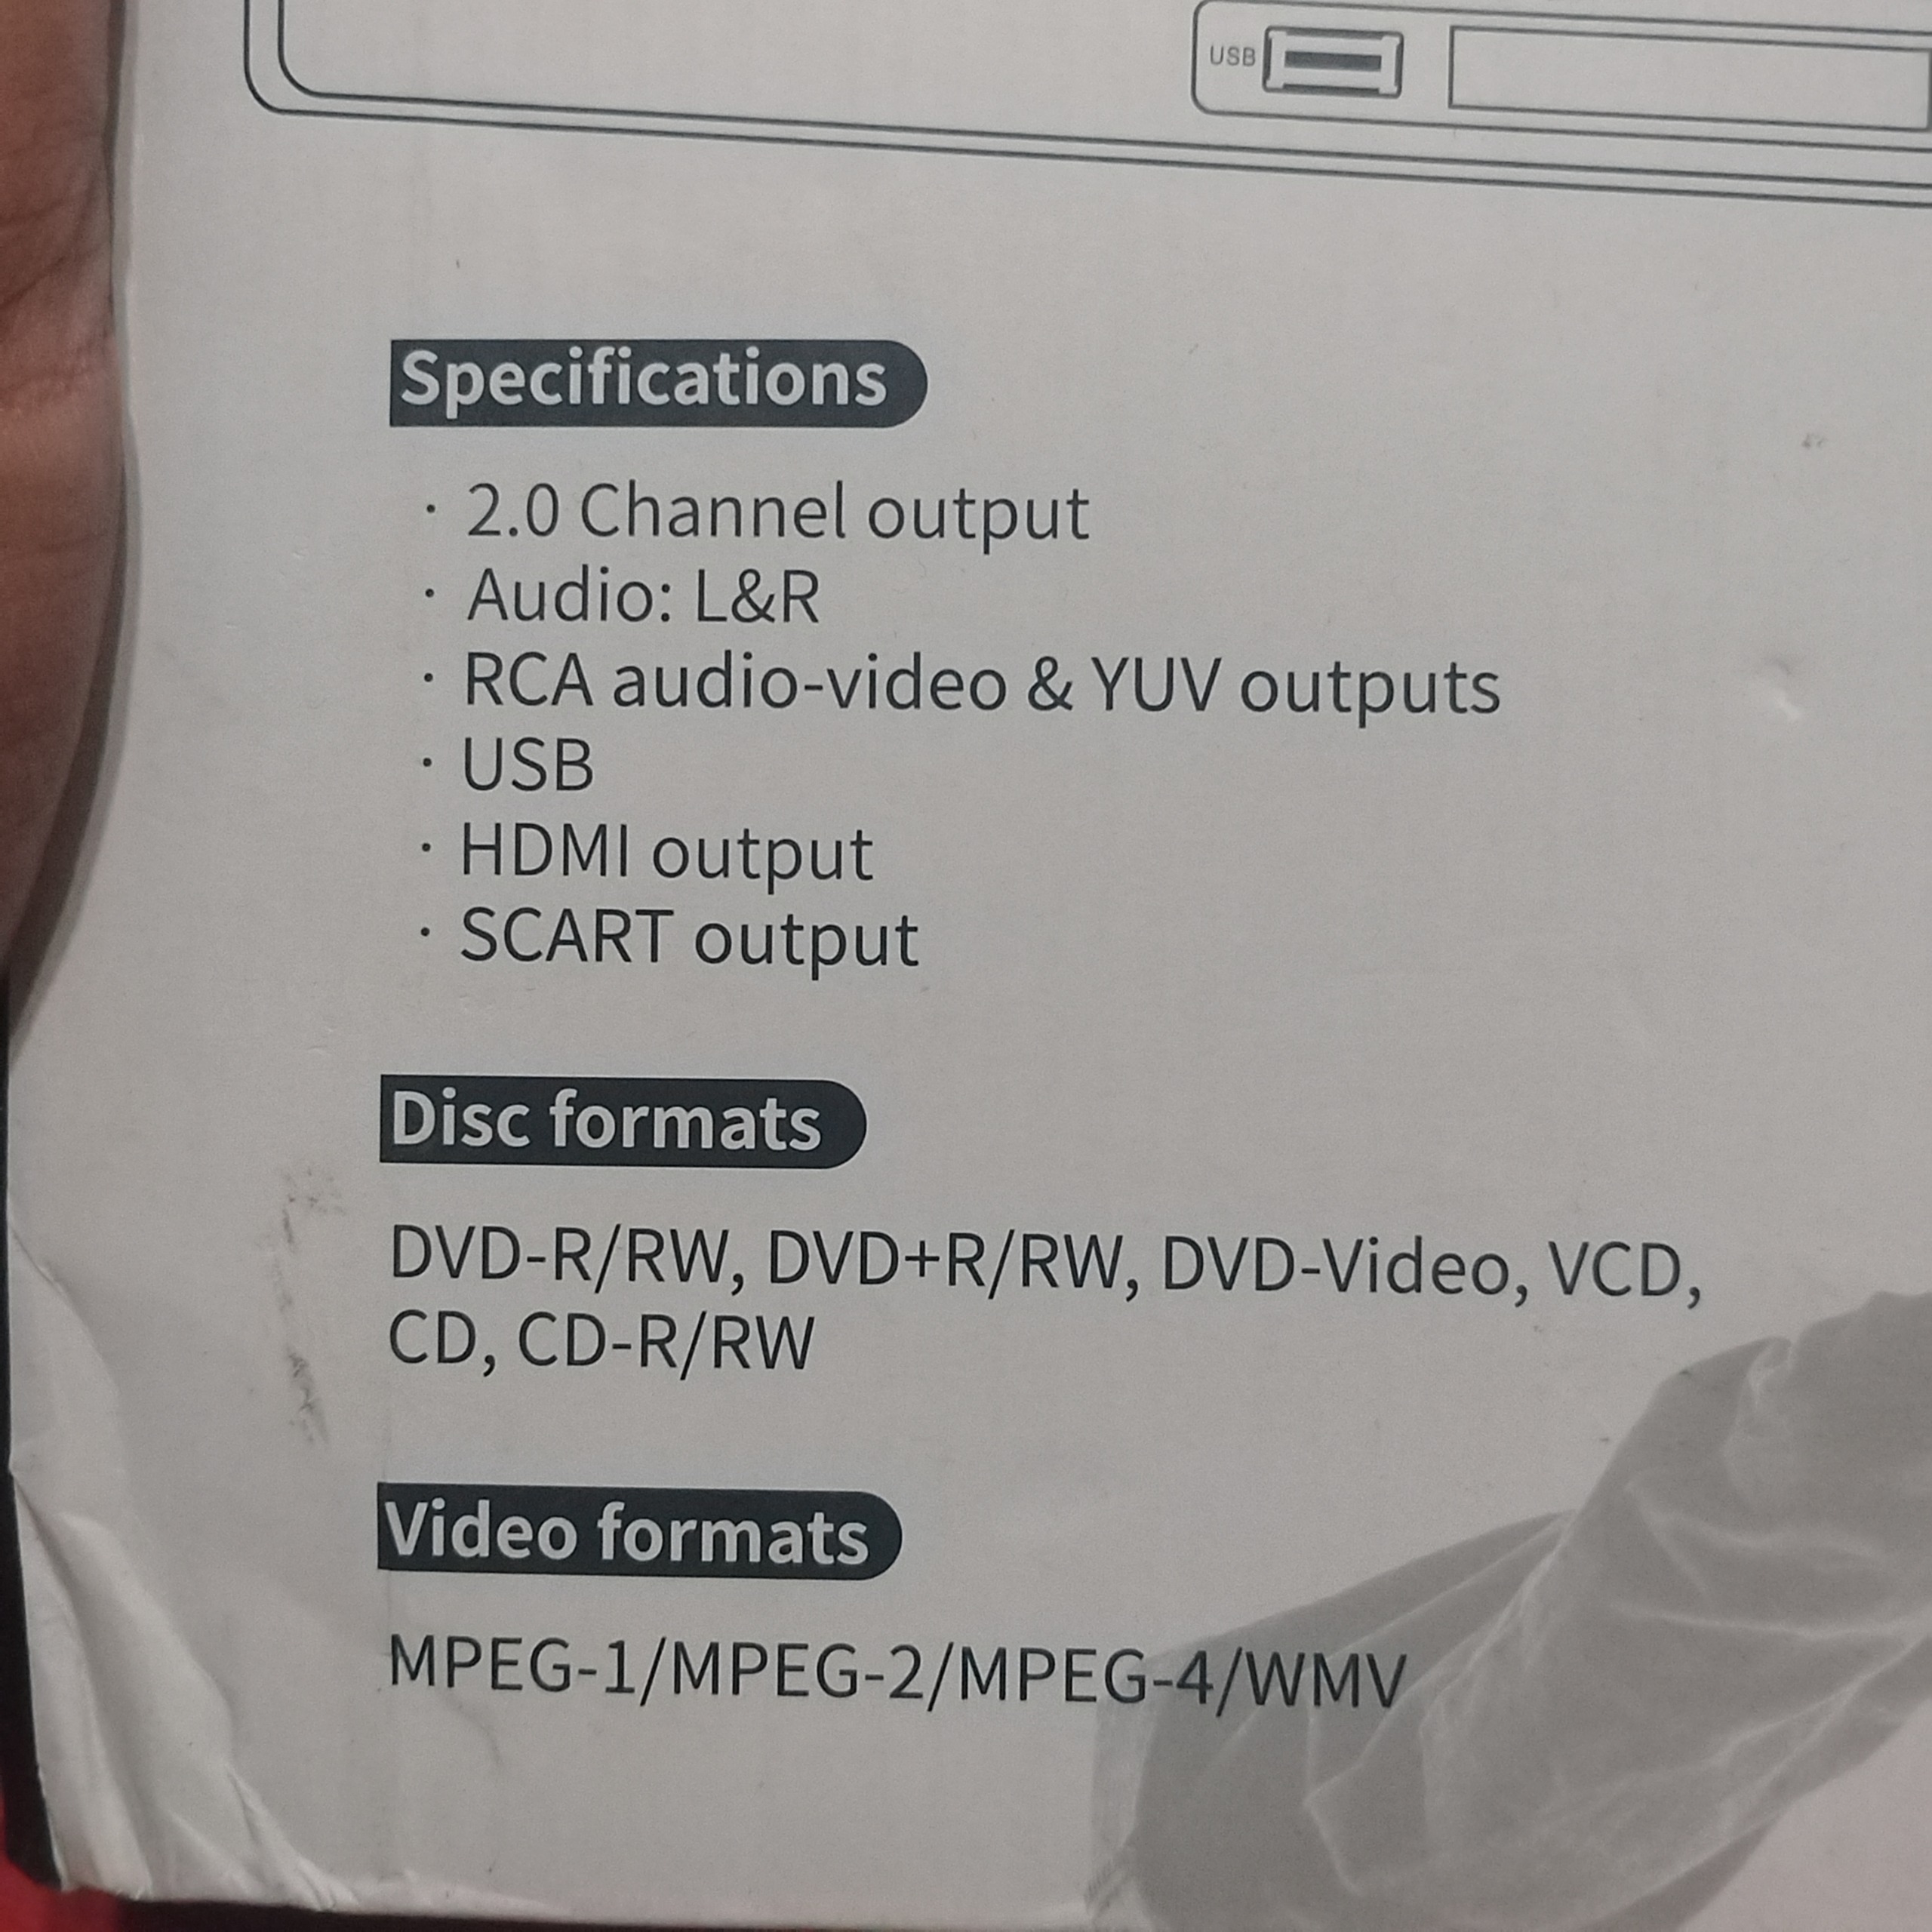 USB
Specifications
· 2.0 Channel output
· Audio: L&R
· RCA audio-video & YUV outputs
· USB
· HDMI output
· SCART output
Disc formats
DVD-R/RW, DVD+R/RW, DVD-Video, VCD,
CD, CD-R/RW
Video formats
MPEG-1/MPEG-2/MPEG-4/WMV